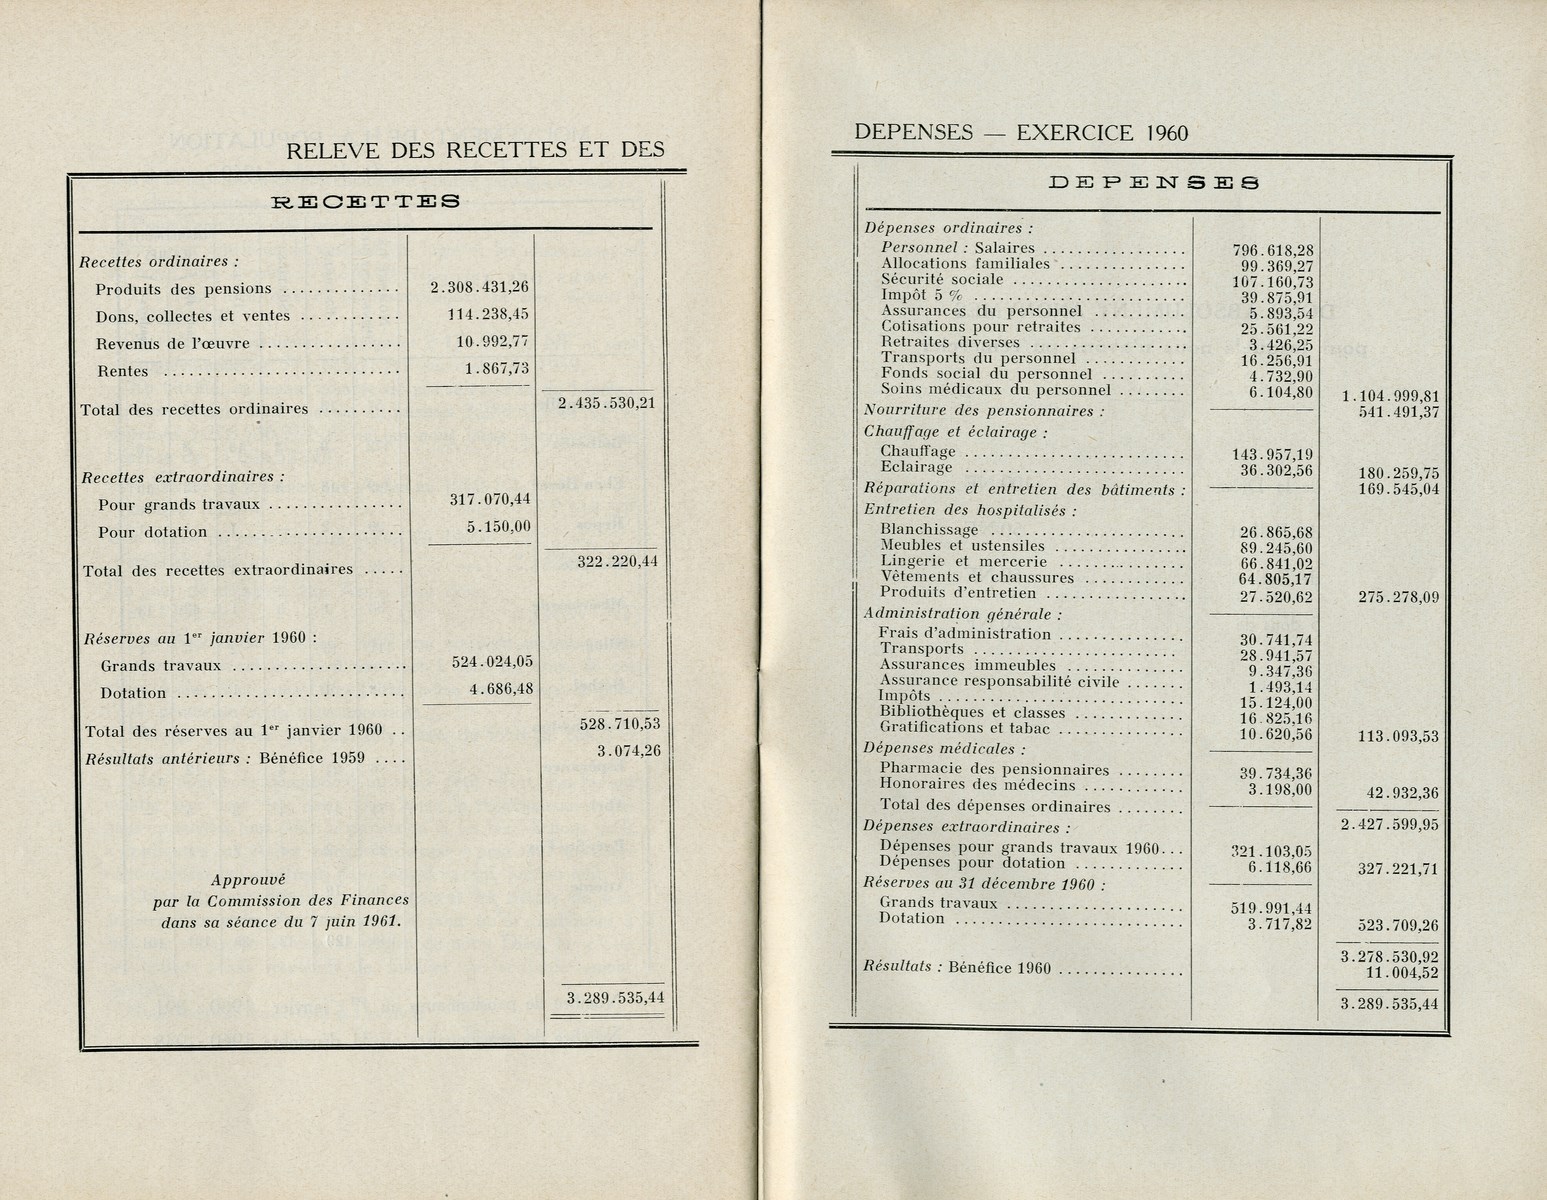 RELEVE DES RECETTES ET DES
RECETTES
Recettes ordinaires :
Produits des pensions .............. 2.308.431,26
Dons, collectes et ventes ............ 114.238,45
Revenus de l'œuvre ................. 10.992,77
Rentes ............................ 1.867,73
Total des recettes ordinaires .......... 2.435.530,21
Recettes extraordinaires :
Pour grands travaux ................ 317.070,44
Pour dotation ...................... 5.150,00
Total des recettes extraordinaires ..... 322.220,44
Réserves au 1er janvier 1960 :
Grands travaux ..................... 524.024,05
Dotation ........................... 4.686,48
Total des réserves au 1er janvier 1960 .. 528.710,53
Résultats antérieurs : Bénéfice 1959 .... 3.074,26
Approuvé
par la Commission des Finances
dans sa séance du 7 juin 1961.
3.289.535,44
DEPENSES — EXERCICE 1960
DEPENSES
Dépenses ordinaires :
Personnel : Salaires ................. 796.618,28
Allocations familiales ............... 99.369,27
Sécurité sociale ..................... 107.160,73
Impôt 5 % .......................... 39.875,91
Assurances du personnel ............ 5.893,54
Cotisations pour retraites ............ 25.561,22
Retraites diverses ................... 3.426,25
Transports du personnel ............ 16.256,91
Fonds social du personnel .......... 4.732,90
Soins médicaux du personnel ........ 6.104,80 1.104.999,81
Nourriture des pensionnaires : 541.491,37
Chauffage et éclairage :
Chauffage .......................... 143.957,19
Eclairage .......................... 36.302,56 180.259,75
Réparations et entretien des bâtiments : 169.545,04
Entretien des hospitalisés :
Blanchissage ....................... 26.865,68
Meubles et ustensiles ................ 89.245,60
Lingerie et mercerie ................ 66.841,02
Vêtements et chaussures ............ 64.805,17
Produits d'entretien ................. 27.520,62 275.278,09
Administration générale :
Frais d'administration ............... 30.741,74
Transports ......................... 28.941,57
Assurances immeubles .............. 9.347,36
Assurance responsabilité civile ....... 1.493,14
Impôts ............................. 15.124,00
Bibliothèques et classes ............. 16.825,16
Gratifications et tabac ............... 10.620,56 113.093,53
Dépenses médicales :
Pharmacie des pensionnaires ........ 39.734,36
Honoraires des médecins ............ 3.198,00 42.932,36
Total des dépenses ordinaires ........
Dépenses extraordinaires : 2.427.599,95
Dépenses pour grands travaux 1960... 321.103,05
Dépenses pour dotation ............. 6.118,66 327.221,71
Réserves au 31 décembre 1960 :
Grands travaux ..................... 519.991,44
Dotation ........................... 3.717,82 523.709,26
3.278.530,92
Résultats : Bénéfice 1960 ............... 11.004,52
3.289.535,44